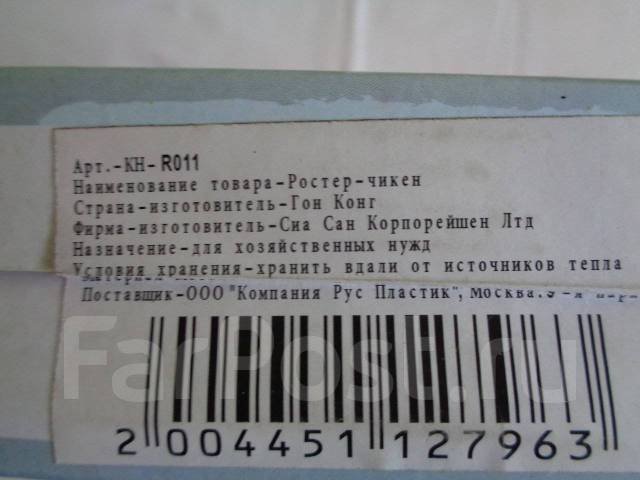 Арт.-КН- R011
Наименование товара-Ростер-чикен
Страна-изготовитель-Гон Конг
Фирма-изготовитель-Сиа Сан Корпорейшен Лтд
Назначение-для хозяйственных нужд
Условия хранения-хранить вдали от источников тепла
Поставщик-ООО "Компания Рус Пластик", Москва.
FarPost.ru
2 004451 127963